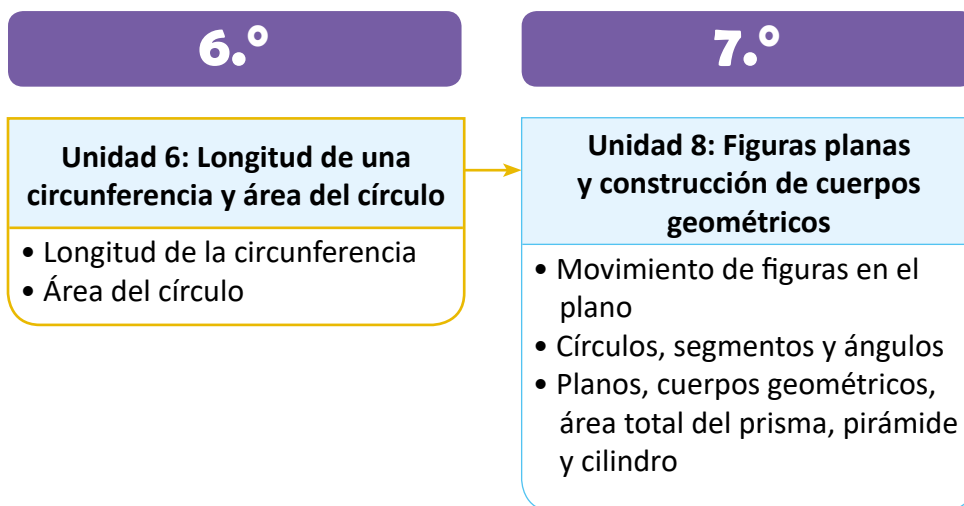 6.º
Unidad 6: Longitud de una
circunferencia y área del círculo
• Longitud de la circunferencia
• Área del círculo
7.º
Unidad 8: Figuras planas
y construcción de cuerpos
geométricos
• Movimiento de figuras en el
plano
• Círculos, segmentos y ángulos
• Planos, cuerpos geométricos,
área total del prisma, pirámide
y cilindro